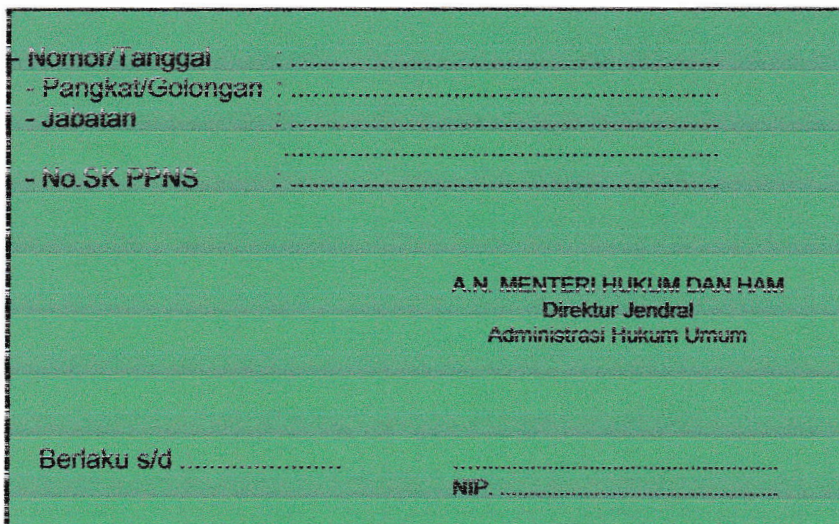 - Nomor/Tanggal : ..............................................................
- Pangkat/Golongan : ..............................................................
- Jabatan : ..............................................................
..............................................................
- No.SK PPNS : ..............................................................
A.N. MENTERI HUKUM DAN HAM
Direktur Jendral
Administrasi Hukum Umum
Berlaku s/d .......................
..............................................
NIP. ........................................